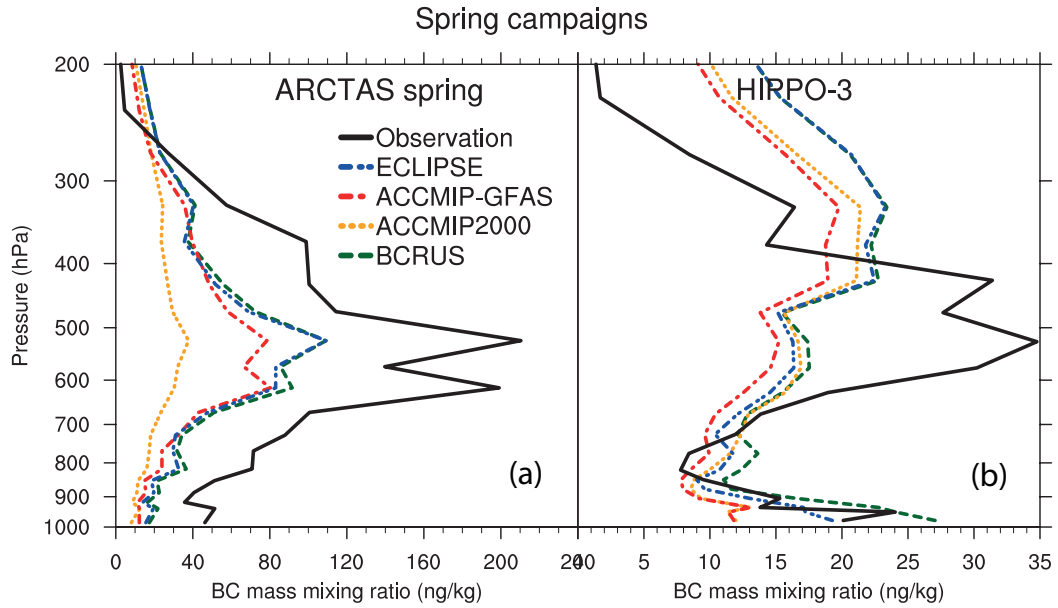 Spring campaigns
ARCTAS spring
Observation
ECLIPSE
ACCMIP-GFAS
ACCMIP2000
BCRUS
(a)
200
300
400
500
600
700
800
900
1000
Pressure (hPa)
0 40 80 120 160 200
BC mass mixing ratio (ng/kg)
HIPPO-3
(b)
5 10 15 20 25 30 35
BC mass mixing ratio (ng/kg)